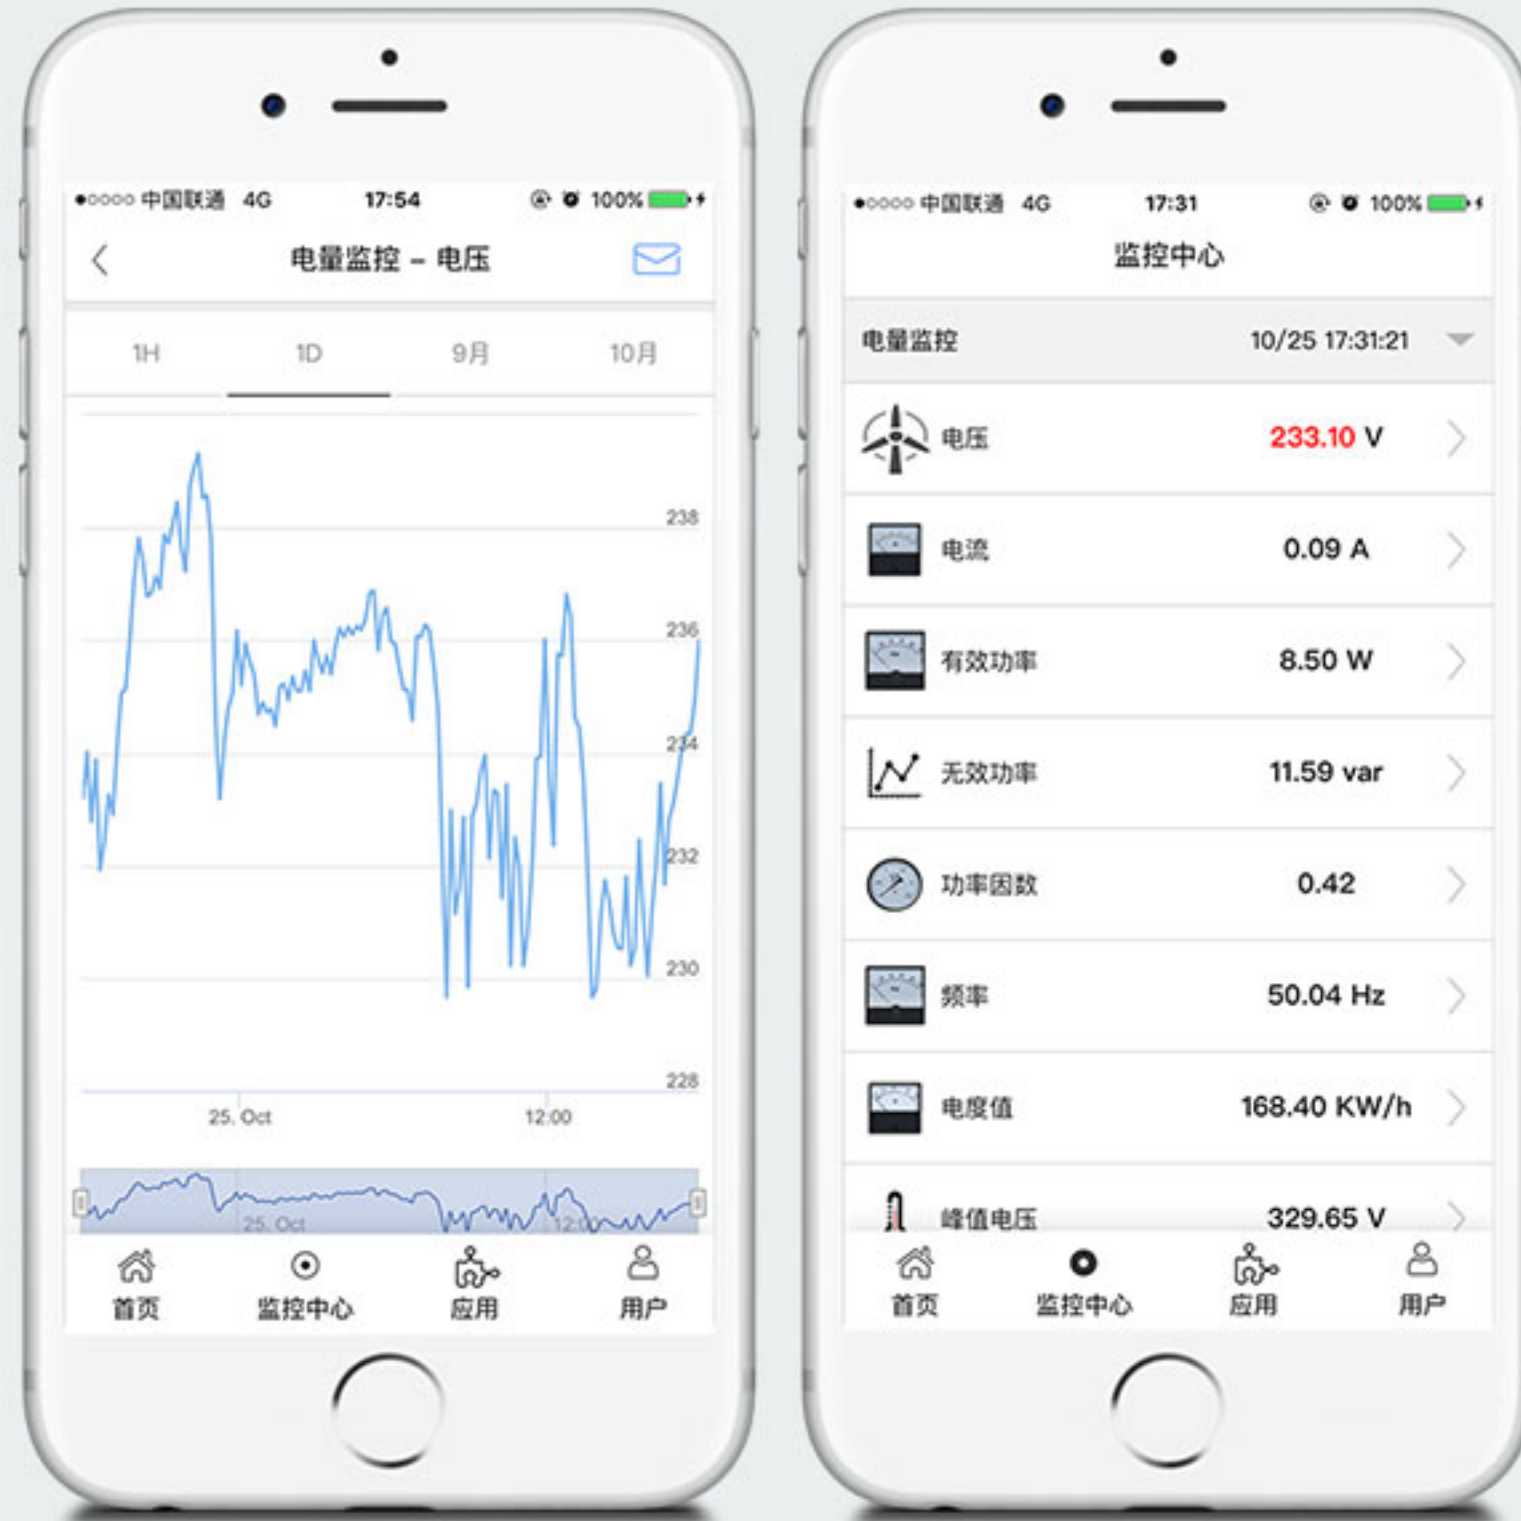 中国联通 4G 17:54 100%
电量监控 – 电压
1H 1D 9月 10月
238
236
234
232
230
228
25. Oct 12:00
25. Oct 12:00
首页 监控中心 应用 用户
中国联通 4G 17:31 100%
监控中心
电量监控 10/25 17:31:21
电压 233.10 V
电流 0.09 A
有效功率 8.50 W
无效功率 11.59 var
功率因数 0.42
频率 50.04 Hz
电度值 168.40 KW/h
峰值电压 329.65 V
首页 监控中心 应用 用户